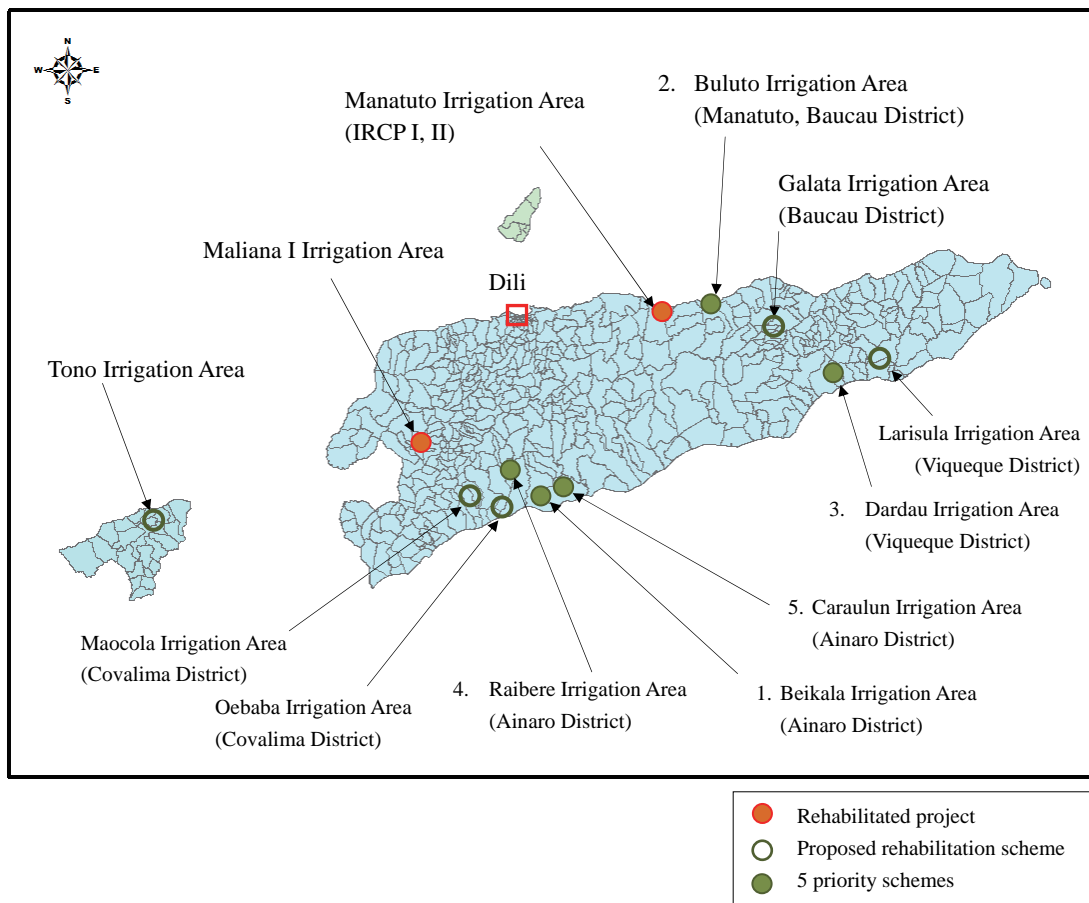 N
W E
S
2. Buluto Irrigation Area
(Manatuto, Baucau District)
Manatuto Irrigation Area
(IRCP I, II)
Galata Irrigation Area
(Baucau District)
Maliana I Irrigation Area
Dili
Tono Irrigation Area
Larisula Irrigation Area
(Viqueque District)
3. Dardau Irrigation Area
(Viqueque District)
5. Caraulun Irrigation Area
(Ainaro District)
Maocola Irrigation Area
(Covalima District)
4. Raibere Irrigation Area
(Ainaro District)
1. Beikala Irrigation Area
(Ainaro District)
Oebaba Irrigation Area
(Covalima District)
Rehabilitated project
Proposed rehabilitation scheme
5 priority schemes